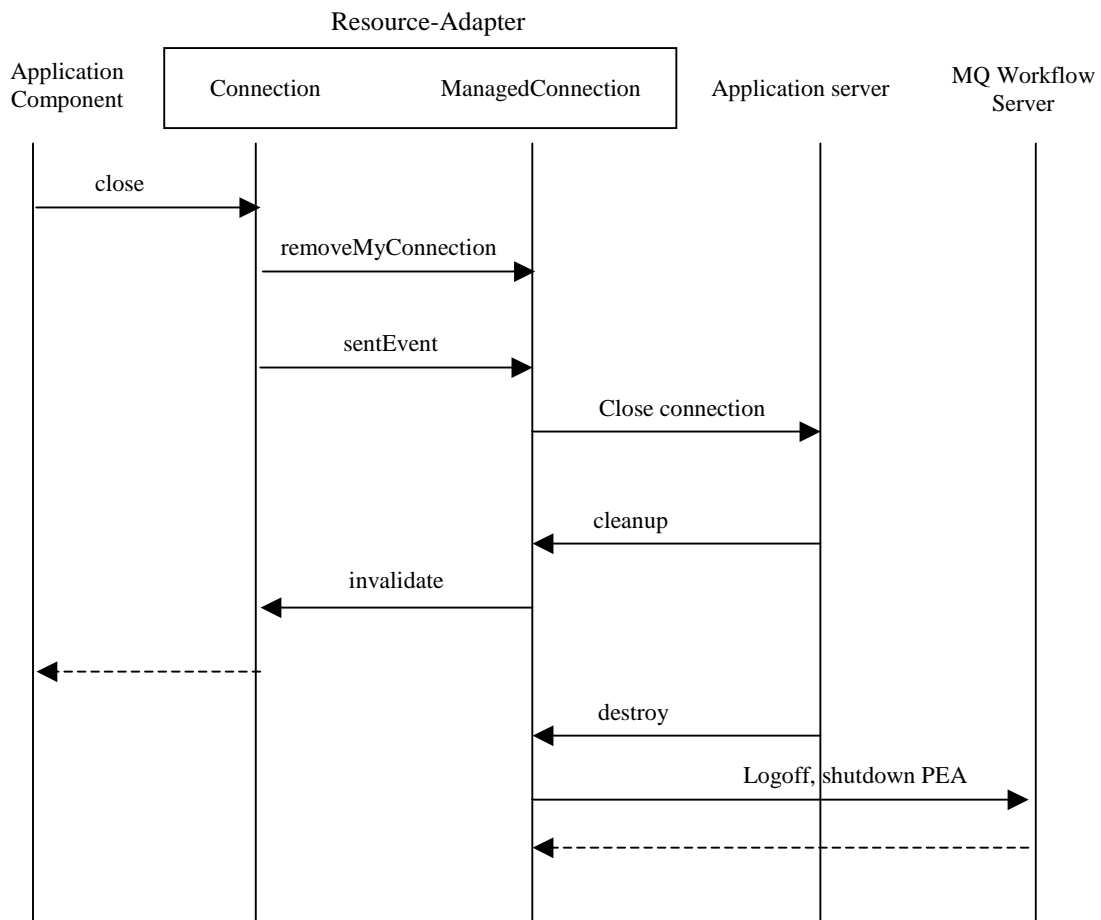 Resource-Adapter
Application
Component
Connection
ManagedConnection
Application server
MQ Workflow
Server
close
removeMyConnection
sentEvent
Close connection
cleanup
invalidate
destroy
Logoff, shutdown PEA